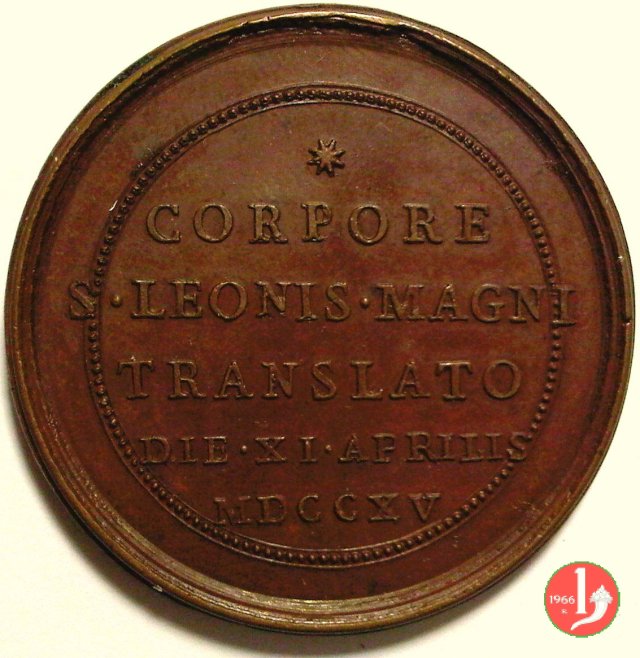 CORPORE
S·LEONIS·MAGNI
TRANSLATO
DIE·XI·APRILIS
MDCCXV
1966